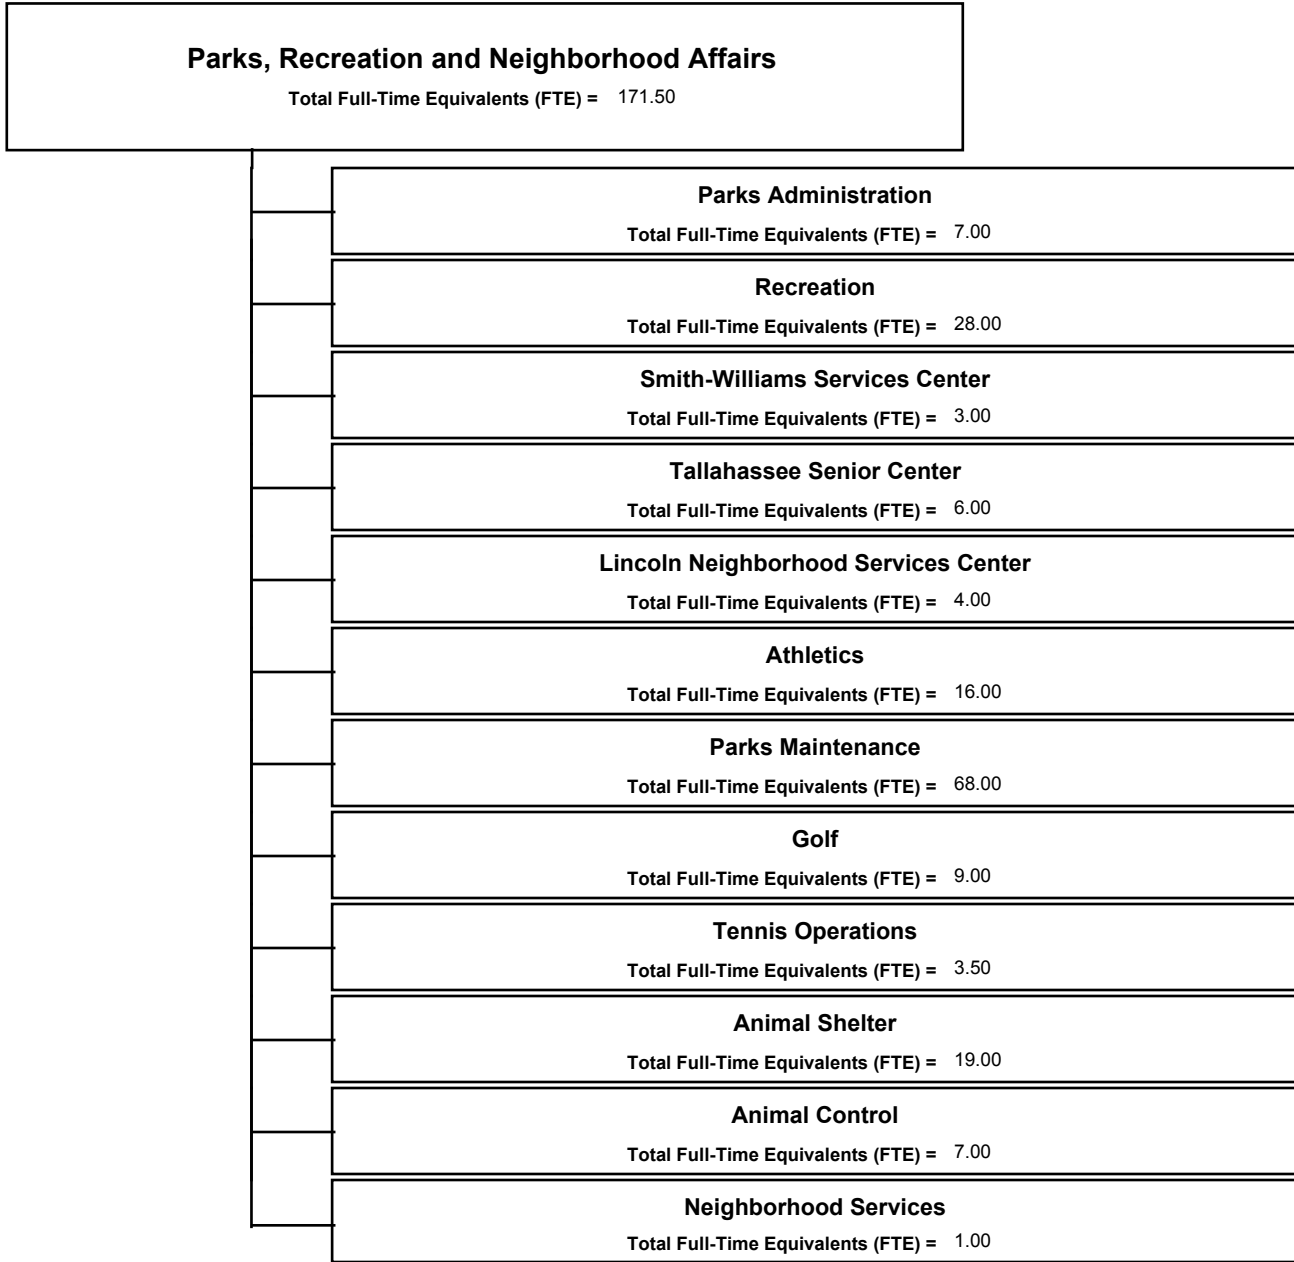 Parks, Recreation and Neighborhood Affairs
Total Full-Time Equivalents (FTE) = 171.50
Parks Administration
Total Full-Time Equivalents (FTE) = 7.00
Recreation
Total Full-Time Equivalents (FTE) = 28.00
Smith-Williams Services Center
Total Full-Time Equivalents (FTE) = 3.00
Tallahassee Senior Center
Total Full-Time Equivalents (FTE) = 6.00
Lincoln Neighborhood Services Center
Total Full-Time Equivalents (FTE) = 4.00
Athletics
Total Full-Time Equivalents (FTE) = 16.00
Parks Maintenance
Total Full-Time Equivalents (FTE) = 68.00
Golf
Total Full-Time Equivalents (FTE) = 9.00
Tennis Operations
Total Full-Time Equivalents (FTE) = 3.50
Animal Shelter
Total Full-Time Equivalents (FTE) = 19.00
Animal Control
Total Full-Time Equivalents (FTE) = 7.00
Neighborhood Services
Total Full-Time Equivalents (FTE) = 1.00